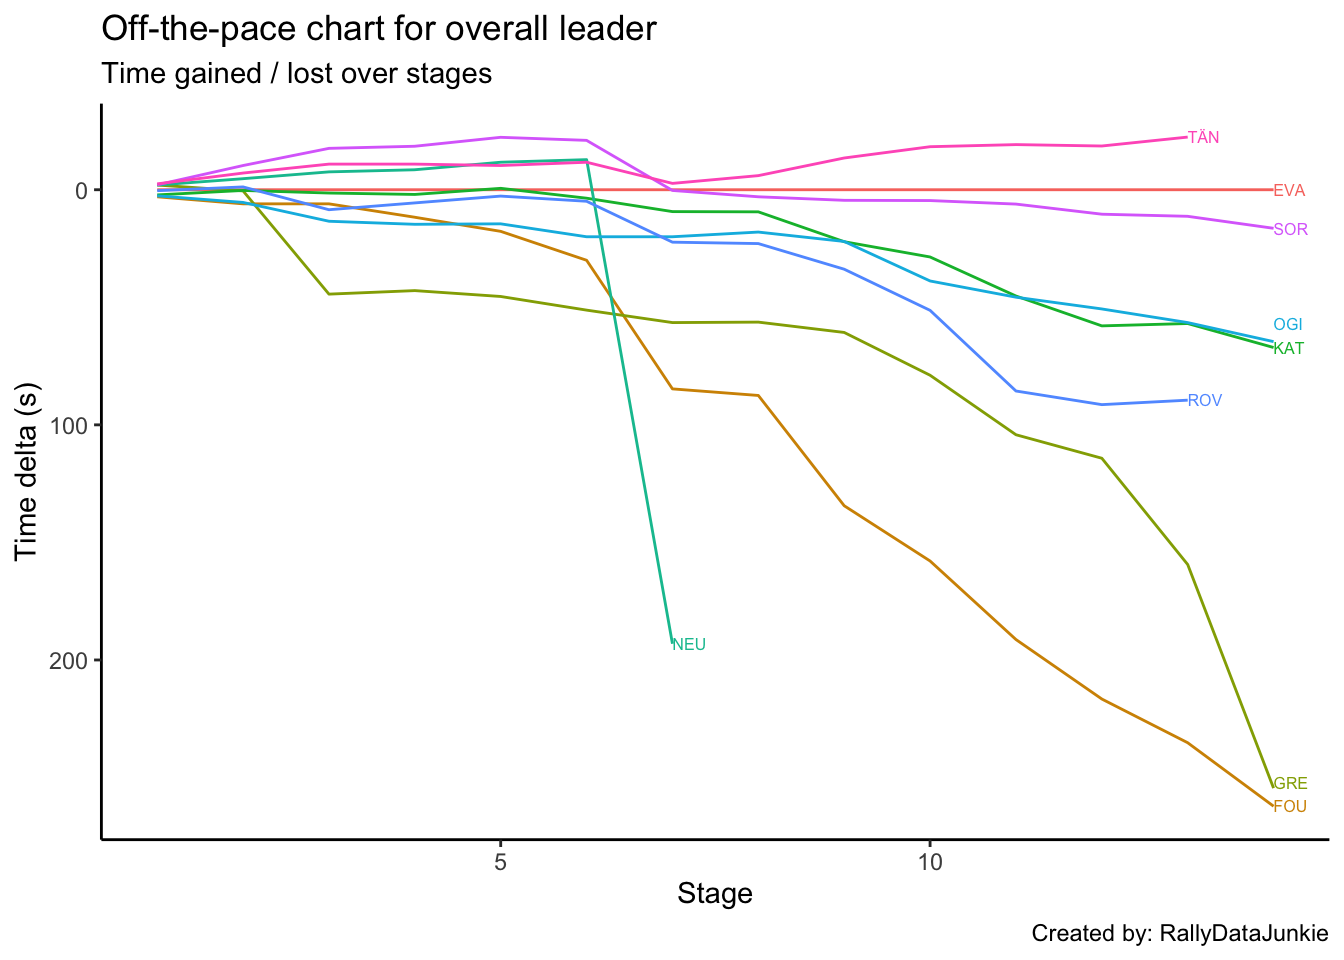 Off-the-pace chart for overall leader
Time gained / lost over stages
TÄN
0
EVA
SOR
OGI
KAT
ROV
100
Time delta (s)
NEU
200
GRE
FOU
5
10
Stage
Created by: RallyDataJunkie